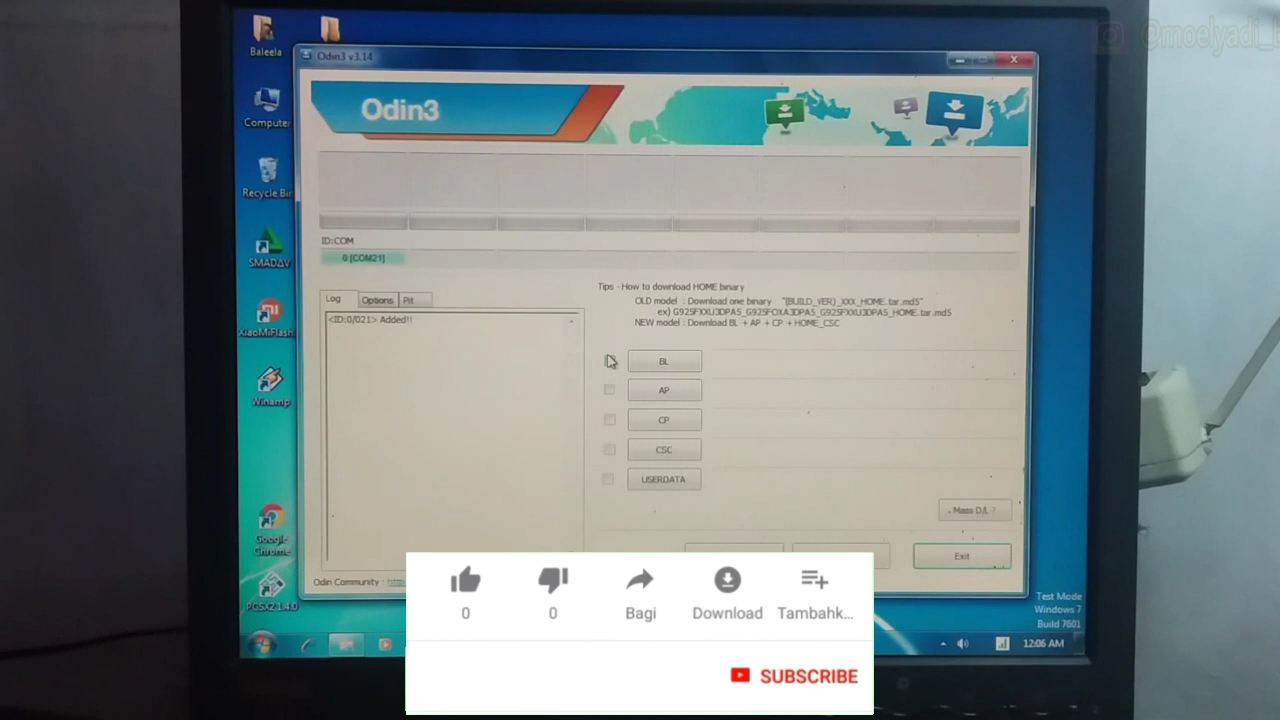 @moelyadi_
Baleela
Odin3 v3.14
Odin3
Computer
Recycle Bin
ID:COM
0 [COM21]
SMADAV
Tips - How to download HOME binary
OLD model : Download one binary "[BUILD_VER]_XXX_HOME.tar.md5"
ex) G925FXXU3DPA5_G925FOXA3DPA5_G925FXXU3DPA5_HOME.tar.md5
NEW model : Download BL + AP + CP + HOME_CSC
Log
Options
Pit
<ID:0/021> Added!!
XiaoMiFlash
BL
AP
Winamp
CP
CSC
USERDATA
Mass D/L ?
Google
Chrome
Exit
Odin Community : http
PCSX2 1.4.0
Test Mode
Windows 7
Build 7601
12:06 AM
0
0
Bagi
Download
Tambahk...
SUBSCRIBE